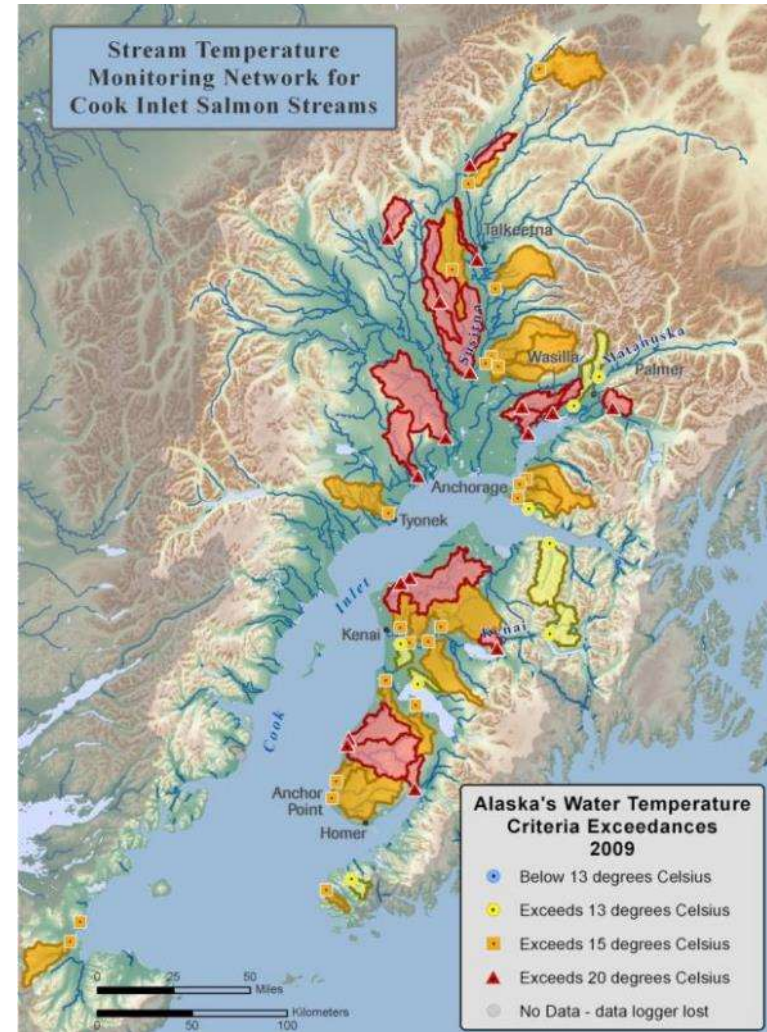 Stream Temperature
Monitoring Network for
Cook Inlet Salmon Streams
Talkeetna
Susitna
Wasilla
Matanuska
Palmer
Anchorage
Tyonek
Cook Inlet
Kenai
Kenai
Anchor
Point
Homer
Alaska's Water Temperature
Criteria Exceedances
2009
Below 13 degrees Celsius
Exceeds 13 degrees Celsius
Exceeds 15 degrees Celsius
Exceeds 20 degrees Celsius
No Data - data logger lost
0 25 50
Miles
Kilometers
0 50 100